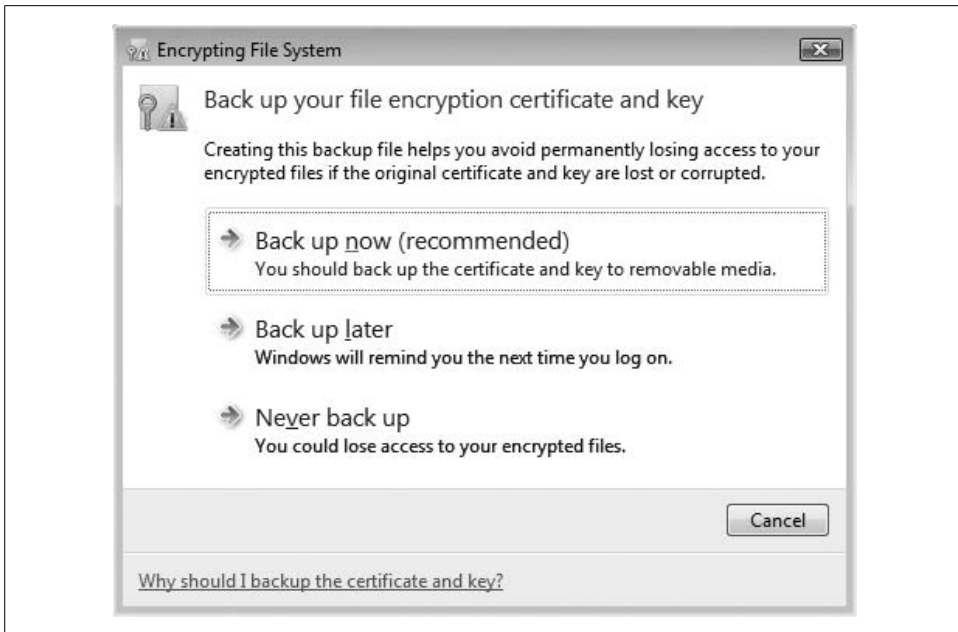 Encrypting File System
Back up your file encryption certificate and key
Creating this backup file helps you avoid permanently losing access to your
encrypted files if the original certificate and key are lost or corrupted.
Back up now (recommended)
You should back up the certificate and key to removable media.
Back up later
Windows will remind you the next time you log on.
Never back up
You could lose access to your encrypted files.
Cancel
Why should I backup the certificate and key?